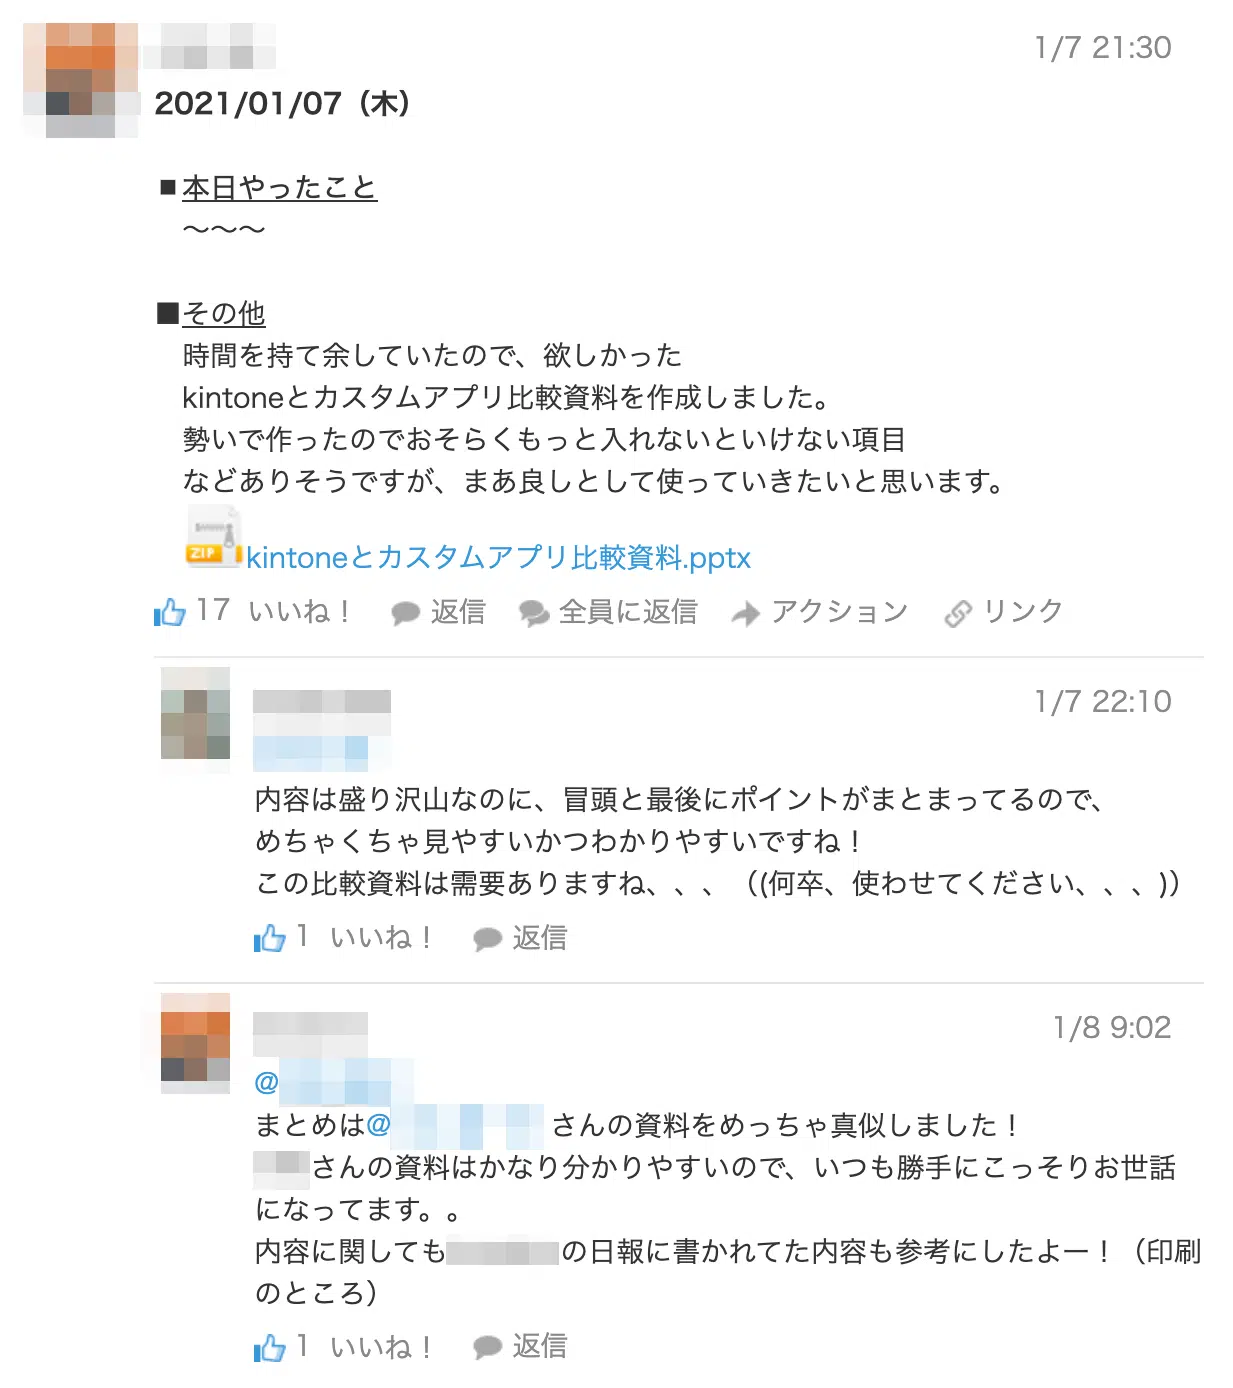 1/7 21:30
2021/01/07（木）
■本日やったこと
〜〜〜
■その他
時間を持て余していたので、欲しかった
kintoneとカスタムアプリ比較資料を作成しました。
勢いで作ったのでおそらくもっと入れないといけない項目
などありそうですが、まあ良しとして使っていきたいと思います。
ZIP kintoneとカスタムアプリ比較資料.pptx
17 いいね！ 返信 全員に返信 アクション リンク
1/7 22:10
内容は盛り沢山なのに、冒頭と最後にポイントがまとまってるので、
めちゃくちゃ見やすいかつわかりやすいですね！
この比較資料は需要ありますね、、、（(何卒、使わせてください、、、)）
1 いいね！ 返信
1/8 9:02
@
まとめは@ さんの資料をめっちゃ真似しました！
さんの資料はかなり分かりやすいので、いつも勝手にこっそりお世話
になってます。。
内容に関しても の日報に書かれてた内容も参考にしたよー！（印刷
のところ）
1 いいね！ 返信